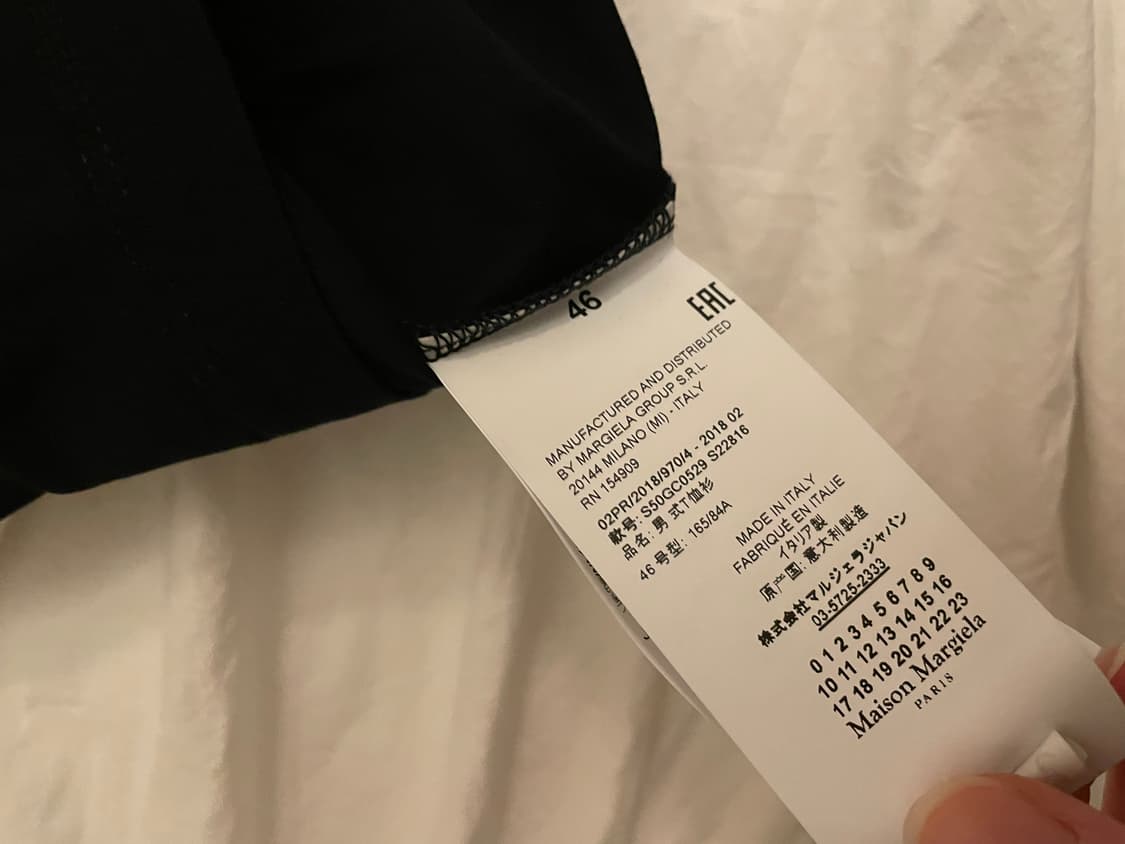 46
EAC
MANUFACTURED AND DISTRIBUTED
BY MARGIELA GROUP S.R.L.
20144 MILANO (MI) - ITALY
RN 154909
02PR/2018/970/4 - 2018 02
款号: S50GC0529 S22816
品名: 男 式T恤衫
46 号型: 165/84A
MADE IN ITALY
FABRIQUÉ EN ITALIE
イタリア製
原产国: 意大利制造
株式会社マルジェラジャパン
03-5725-2333
0 1 2 3 4 5 6 7 8 9
10 11 12 13 14 15 16
17 18 19 20 21 22 23
Maison Margiela
PARIS